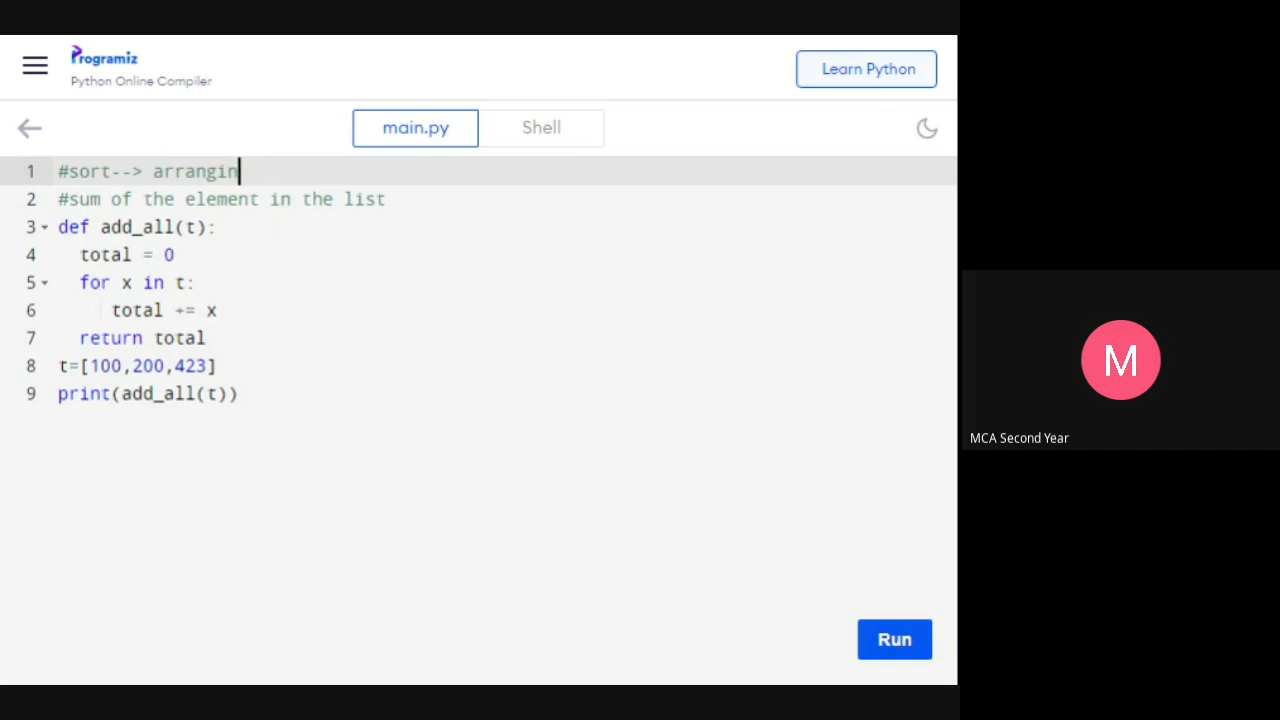 Programiz
Python Online Compiler
Learn Python
main.py
Shell
1 #sort--> arrangin
2 #sum of the element in the list
3 def add_all(t):
4 total = 0
5 for x in t:
6 total += x
7 return total
8 t=[100,200,423]
9 print(add_all(t))
Run
M
MCA Second Year